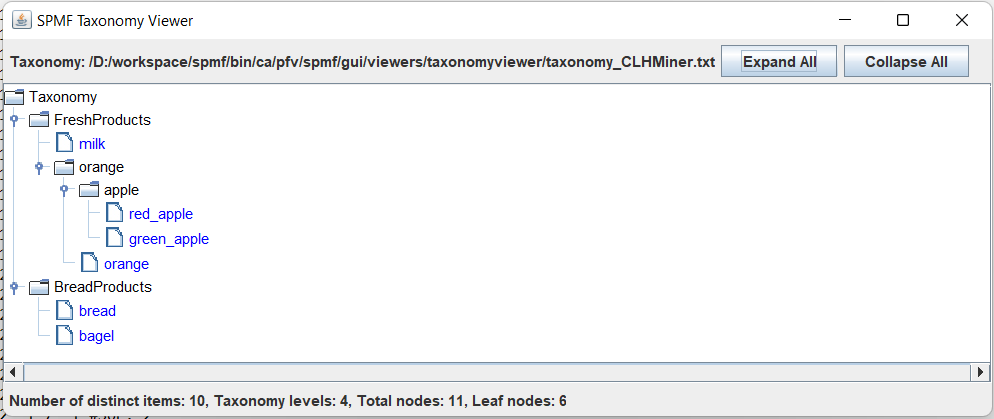 SPMF Taxonomy Viewer
Taxonomy: /D:/workspace/spmf/bin/ca/pfv/spmf/gui/viewers/taxonomyviewer/taxonomy_CLHMiner.txt Expand All Collapse All
Taxonomy
FreshProducts
milk
orange
apple
red_apple
green_apple
orange
BreadProducts
bread
bagel
Number of distinct items: 10, Taxonomy levels: 4, Total nodes: 11, Leaf nodes: 6